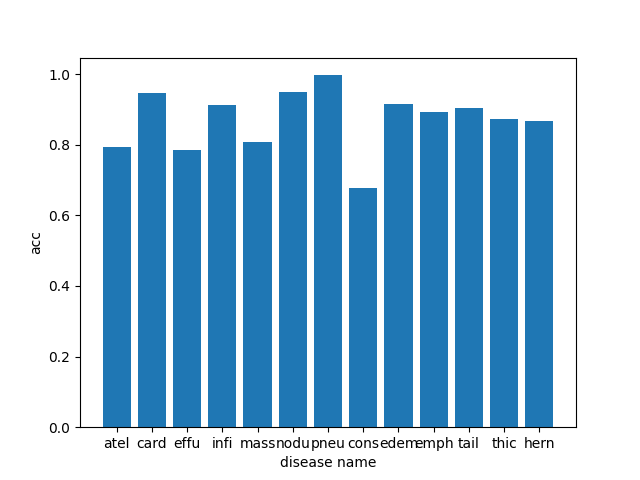 1.0
0.8
0.6
0.4
0.2
0.0
acc
atel card effu infi mass nodu pneu cons edem emph tail thic hern
disease name